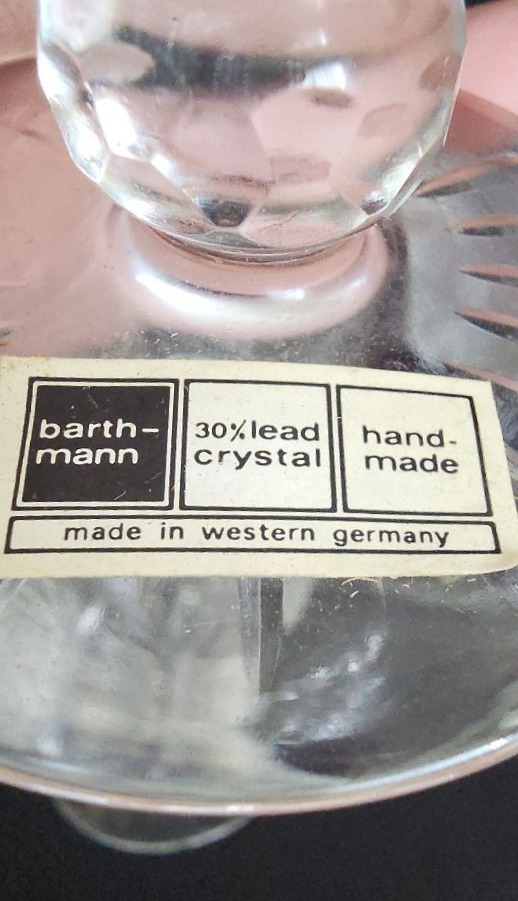 barth-
mann
30% lead
crystal
hand-
made
made in western germany